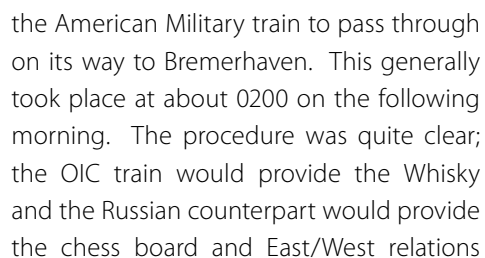 the American Military train to pass through
on its way to Bremerhaven.  This generally
took place at about 0200 on the following
morning.  The procedure was quite clear;
the OIC train would provide the Whisky
and the Russian counterpart would provide
the chess board and East/West relations